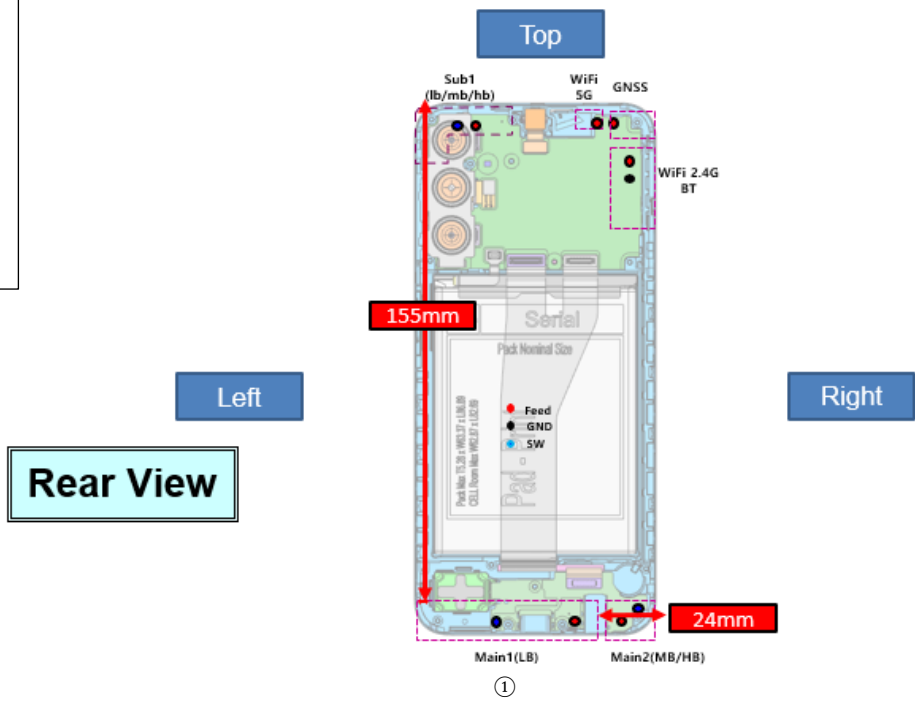 Top
Sub1
(lb/mb/hb)
WiFi
5G
GNSS
WiFi 2.4G
BT
155mm
Serial
Pack Nominal Size
Left
Right
Feed
GND
SW
Rear View
24mm
Main1(LB)
Main2(MB/HB)
①